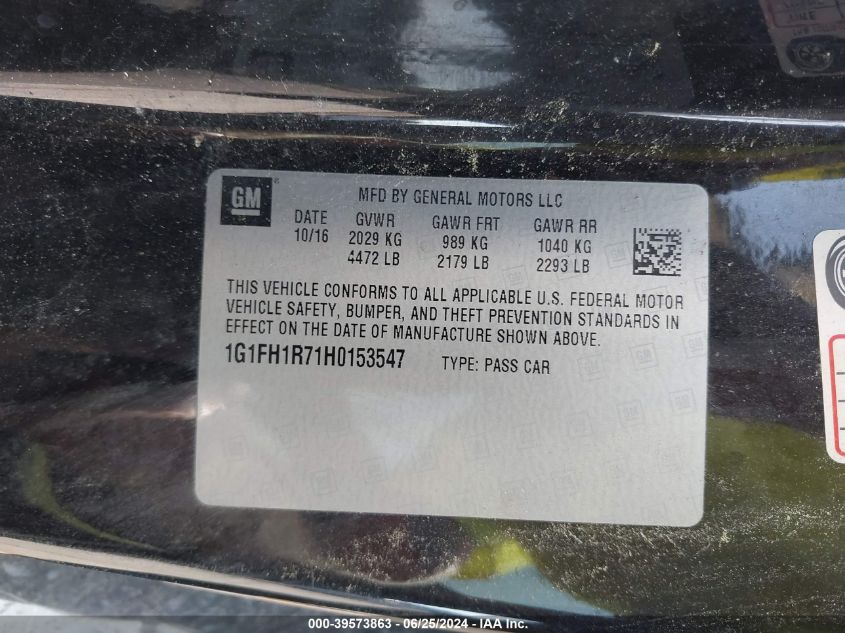 GM
MFD BY GENERAL MOTORS LLC
DATE GVWR GAWR FRT GAWR RR
10/16 2029 KG 989 KG 1040 KG
4472 LB 2179 LB 2293 LB
THIS VEHICLE CONFORMS TO ALL APPLICABLE U.S. FEDERAL MOTOR
VEHICLE SAFETY, BUMPER, AND THEFT PREVENTION STANDARDS IN
EFFECT ON THE DATE OF MANUFACTURE SHOWN ABOVE.
1G1FH1R71H0153547 TYPE: PASS CAR
000-39573863 - 06/25/2024 - IAA Inc.